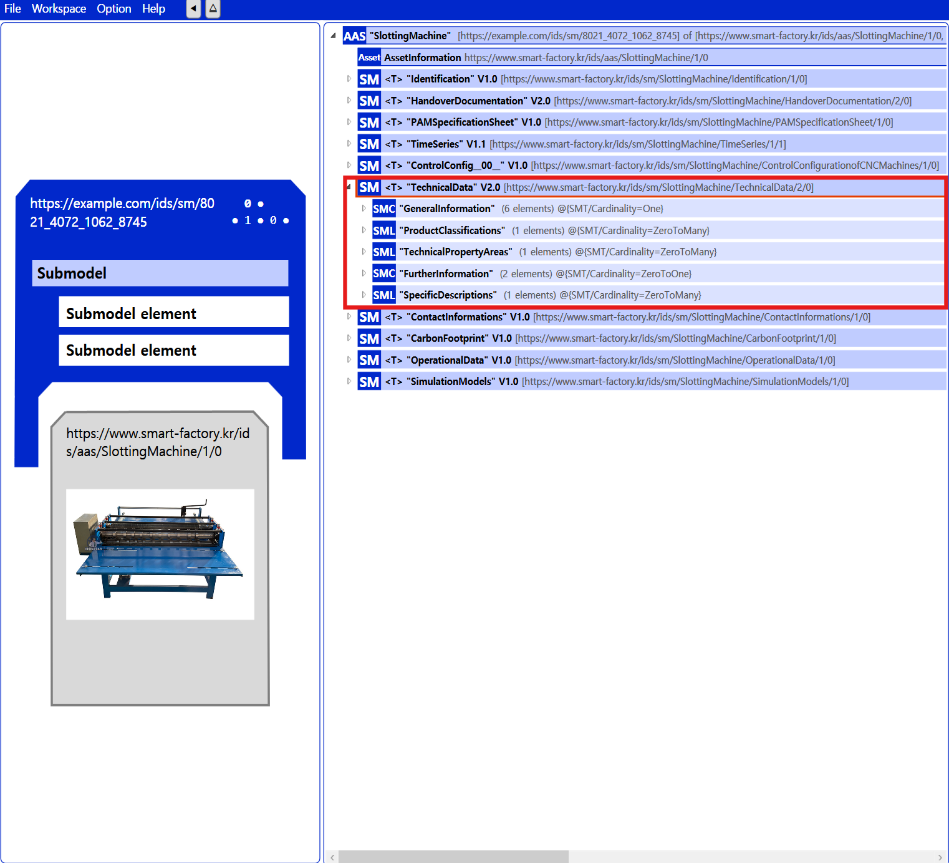 File Workspace Option Help
https://example.com/ids/sm/80
21_4072_1062_8745
0
1 0
Submodel
Submodel element
Submodel element
https://www.smart-factory.kr/id
s/aas/SlottingMachine/1/0
AAS "SlottingMachine" [https://example.com/ids/sm/8021_4072_1062_8745] of [https://www.smart-factory.kr/ids/aas/SlottingMachine/1/0,
Asset AssetInformation https://www.smart-factory.kr/ids/aas/SlottingMachine/1/0
SM <T> "Identification" V1.0 [https://www.smart-factory.kr/ids/sm/SlottingMachine/Identification/1/0]
SM <T> "HandoverDocumentation" V2.0 [https://www.smart-factory.kr/ids/sm/SlottingMachine/HandoverDocumentation/2/0]
SM <T> "PAMSpecificationSheet" V1.0 [https://www.smart-factory.kr/ids/sm/SlottingMachine/PAMSpecificationSheet/1/0]
SM <T> "TimeSeries" V1.1 [https://www.smart-factory.kr/ids/sm/SlottingMachine/TimeSeries/1/1]
SM <T> "ControlConfig__00__" V1.0 [https://www.smart-factory.kr/ids/sm/SlottingMachine/ControlConfigurationofCNCMachines/1/0]
SM <T> "TechnicalData" V2.0 [https://www.smart-factory.kr/ids/sm/SlottingMachine/TechnicalData/2/0]
SMC "GeneralInformation" (6 elements) @{SMT/Cardinality=One}
SML "ProductClassifications" (1 elements) @{SMT/Cardinality=ZeroToMany}
SML "TechnicalPropertyAreas" (1 elements) @{SMT/Cardinality=ZeroToMany}
SMC "FurtherInformation" (2 elements) @{SMT/Cardinality=ZeroToOne}
SML "SpecificDescriptions" (1 elements) @{SMT/Cardinality=ZeroToMany}
SM <T> "ContactInformations" V1.0 [https://www.smart-factory.kr/ids/sm/SlottingMachine/ContactInformations/1/0]
SM <T> "CarbonFootprint" V1.0 [https://www.smart-factory.kr/ids/sm/SlottingMachine/CarbonFootprint/1/0]
SM <T> "OperationalData" V1.0 [https://www.smart-factory.kr/ids/sm/SlottingMachine/OperationalData/1/0]
SM <T> "SimulationModels" V1.0 [https://www.smart-factory.kr/ids/sm/SlottingMachine/SimulationModels/1/0]